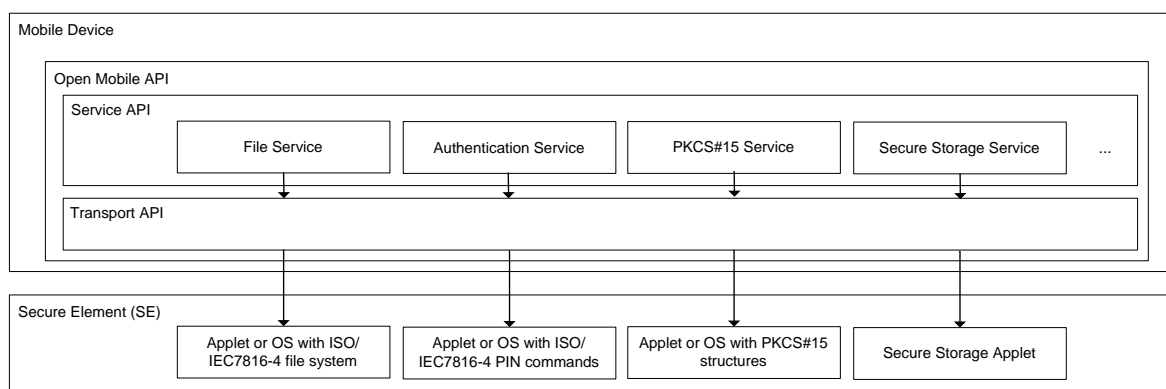 Mobile Device
Open Mobile API
Service API
File Service
Authentication Service
PKCS#15 Service
Secure Storage Service
...
Transport API
Secure Element (SE)
Applet or OS with ISO/
IEC7816-4 file system
Applet or OS with ISO/
IEC7816-4 PIN commands
Applet or OS with PKCS#15
structures
Secure Storage Applet